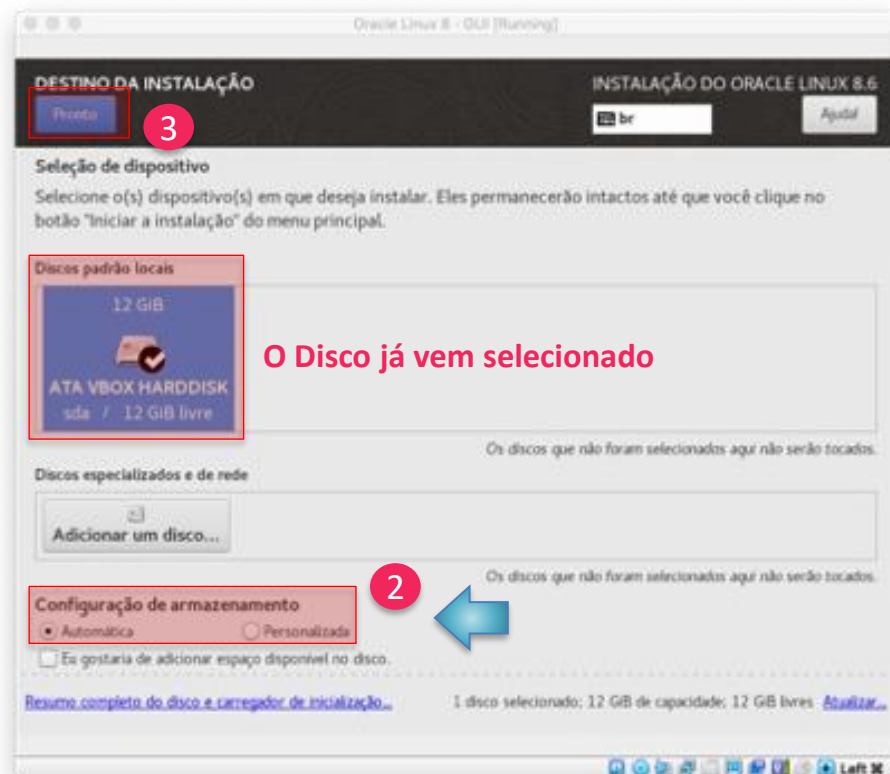 Oracle Linux 8 - GUI [Running]
DESTINO DA INSTALAÇÃO
INSTALAÇÃO DO ORACLE LINUX 8.6
Pronto
3
br
Ajuda!
Seleção de dispositivo
Selecione o(s) dispositivo(s) em que deseja instalar. Eles permanecerão intactos até que você clique no
botão "Iniciar a instalação" do menu principal.
Discos padrão locais
12 GiB
ATA VBOX HARDDISK
sda / 12 GiB livre
O Disco já vem selecionado
Os discos que não foram selecionados aqui não serão tocados.
Discos especializados e de rede
Adicionar um disco...
Os discos que não foram selecionados aqui não serão tocados.
2
Configuração de armazenamento
Automática
Personalizada
Eu gostaria de adicionar espaço disponível no disco.
Resumo completo do disco e carregador de inicialização...
1 disco selecionado; 12 GiB de capacidade; 12 GiB livres
Atualizar...
Left ⌘